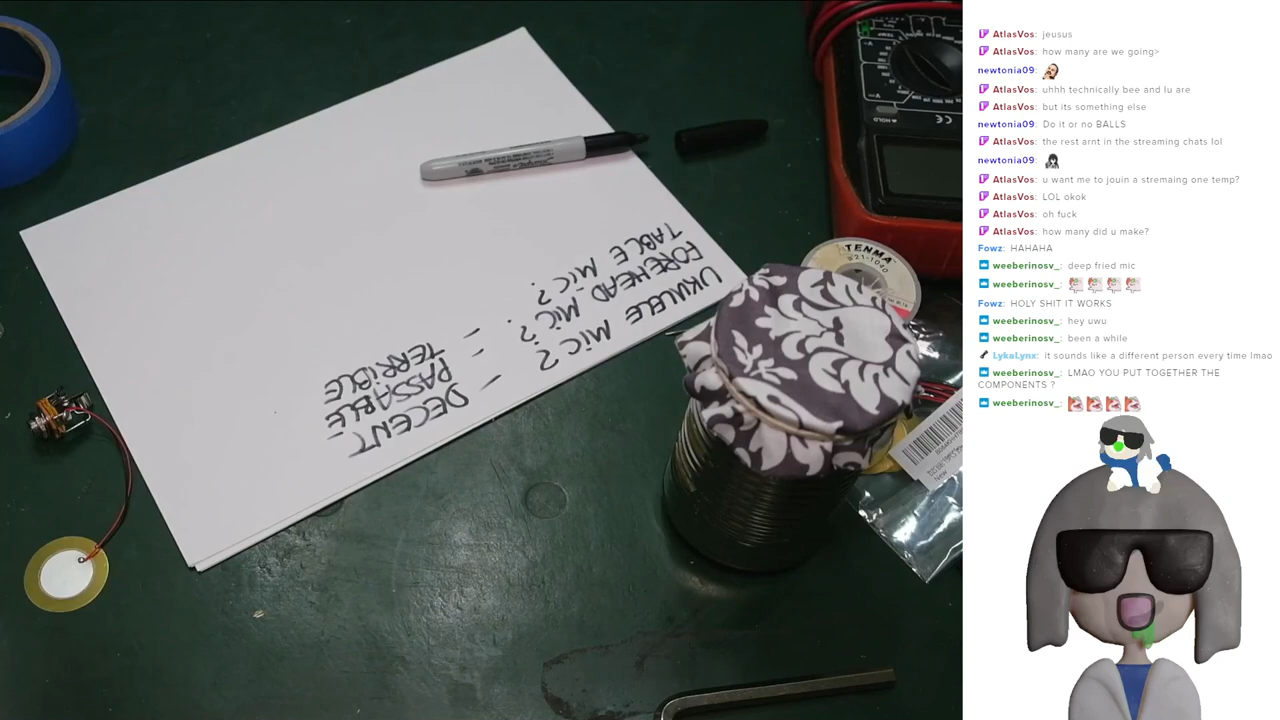 UKULELE MIC? - DECENT
FOREHEAD MIC? - PASSABLE
TABLE MIC? - TERRIBLE
TENMA
HOLD
New
AtlasVos: jeusus
AtlasVos: how many are we going>
newtonia09:
AtlasVos: uhhh technically bee and lu are
AtlasVos: but its something else
newtonia09: Do it or no BALLS
AtlasVos: the rest arnt in the streaming chats lol
newtonia09:
AtlasVos: u want me to jouin a stremaing one temp?
AtlasVos: LOL okok
AtlasVos: oh fuck
AtlasVos: how many did u make?
Fowz: HAHAHA
weeberinosv_: deep fried mic
weeberinosv_:
Fowz: HOLY SHIT IT WORKS
weeberinosv_: hey uwu
weeberinosv_: been a while
LykaLynx: it sounds like a different person every time lmao
weeberinosv_: LMAO YOU PUT TOGETHER THE
COMPONENTS ?
weeberinosv_: